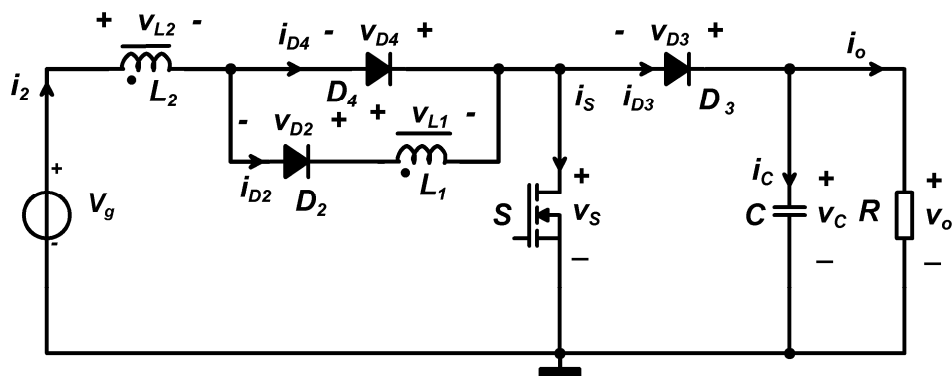 + v_L2 -
i_D4 - v_D4 +
- v_D3 +
i_o
i_2
L_2
D_4
i_S
i_D3
D_3
- v_D2 +
+ v_L1 -
i_D2
D_2
L_1
+
V_g
-
S
+
v_S
–
i_C
C
+
v_C
–
R
+
v_o
–